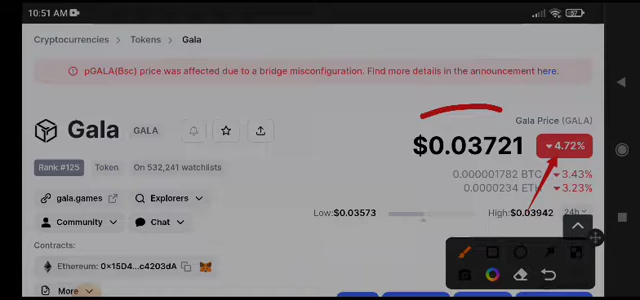 10:51 AM
57
Cryptocurrencies > Tokens > Gala
pGALA(Bsc) price was affected due to a bridge misconfiguration. Find more details in the announcement here.
Gala GALA
Gala Price (GALA)
$0.03721 4.72%
Rank #125 Token On 532,241 watchlists
0.000001782 BTC 3.43%
0.0000234 ETH 3.23%
gala.games Explorers
Low:$0.03573 High:$0.03942 24h
Community Chat
Contracts:
Ethereum: 0x15D4...c4203dA
More